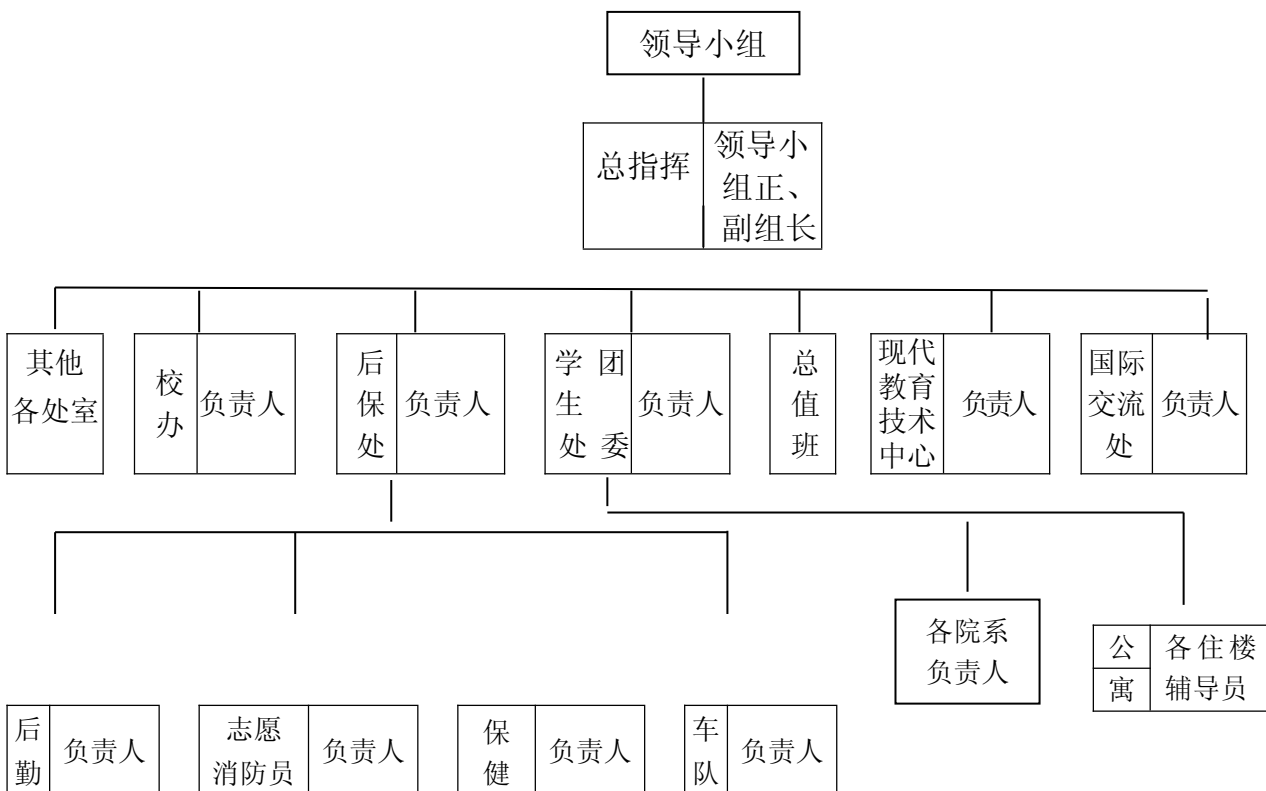 领导小组
总指挥
领导小
组正、
副组长
其他
各处室
校
办
负责人
后
保
处
负责人
学 团
生
处 委
负责人
总
值
班
现代
教育
技术
中心
负责人
国际
交流
处
负责人
各院系
负责人
公
寓
各住楼
辅导员
后
勤
负责人
志愿
消防员
负责人
保
健
负责人
车
队
负责人